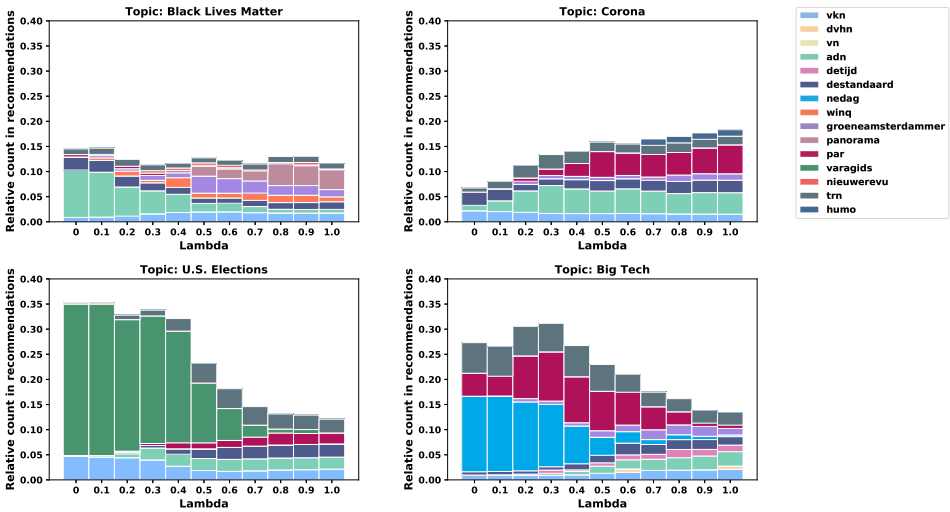 Topic: Black Lives Matter
Relative count in recommendations
0.40
0.35
0.30
0.25
0.20
0.15
0.10
0.05
0.00
0 0.1 0.2 0.3 0.4 0.5 0.6 0.7 0.8 0.9 1.0
Lambda
Topic: Corona
Relative count in recommendations
0.40
0.35
0.30
0.25
0.20
0.15
0.10
0.05
0.00
0 0.1 0.2 0.3 0.4 0.5 0.6 0.7 0.8 0.9 1.0
Lambda
vkn
dvhn
vn
adn
detijd
destandaard
nedag
winq
groeneamsterdammer
panorama
par
varagids
nieuwerevu
trn
humo
Topic: U.S. Elections
Relative count in recommendations
0.40
0.35
0.30
0.25
0.20
0.15
0.10
0.05
0.00
0 0.1 0.2 0.3 0.4 0.5 0.6 0.7 0.8 0.9 1.0
Lambda
Topic: Big Tech
Relative count in recommendations
0.40
0.35
0.30
0.25
0.20
0.15
0.10
0.05
0.00
0 0.1 0.2 0.3 0.4 0.5 0.6 0.7 0.8 0.9 1.0
Lambda